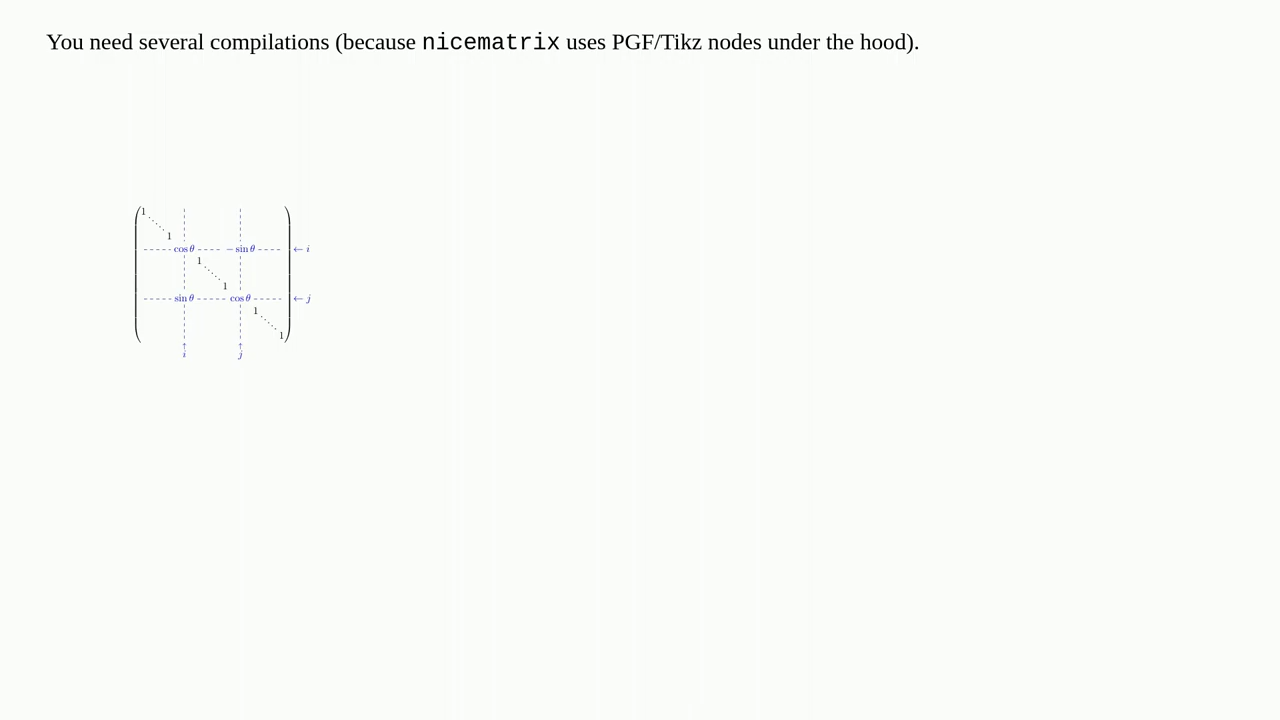 You need several compilations (because nicematrix uses PGF/Tikz nodes under the hood).
1
1
cos θ − sin θ ← i
1
1
sin θ cos θ ← j
1
1
↑ ↑
i j